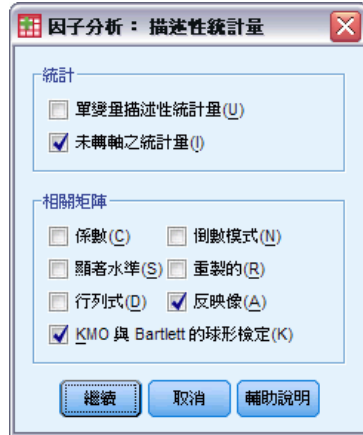 因子分析：描述性統計量
統計
單變量描述性統計量(U)
未轉軸之統計量(I)
相關矩陣
係數(C) 倒數模式(N)
顯著水準(S) 重製的(R)
行列式(D) 反映像(A)
KMO 與 Bartlett 的球形檢定(K)
繼續 取消 輔助說明